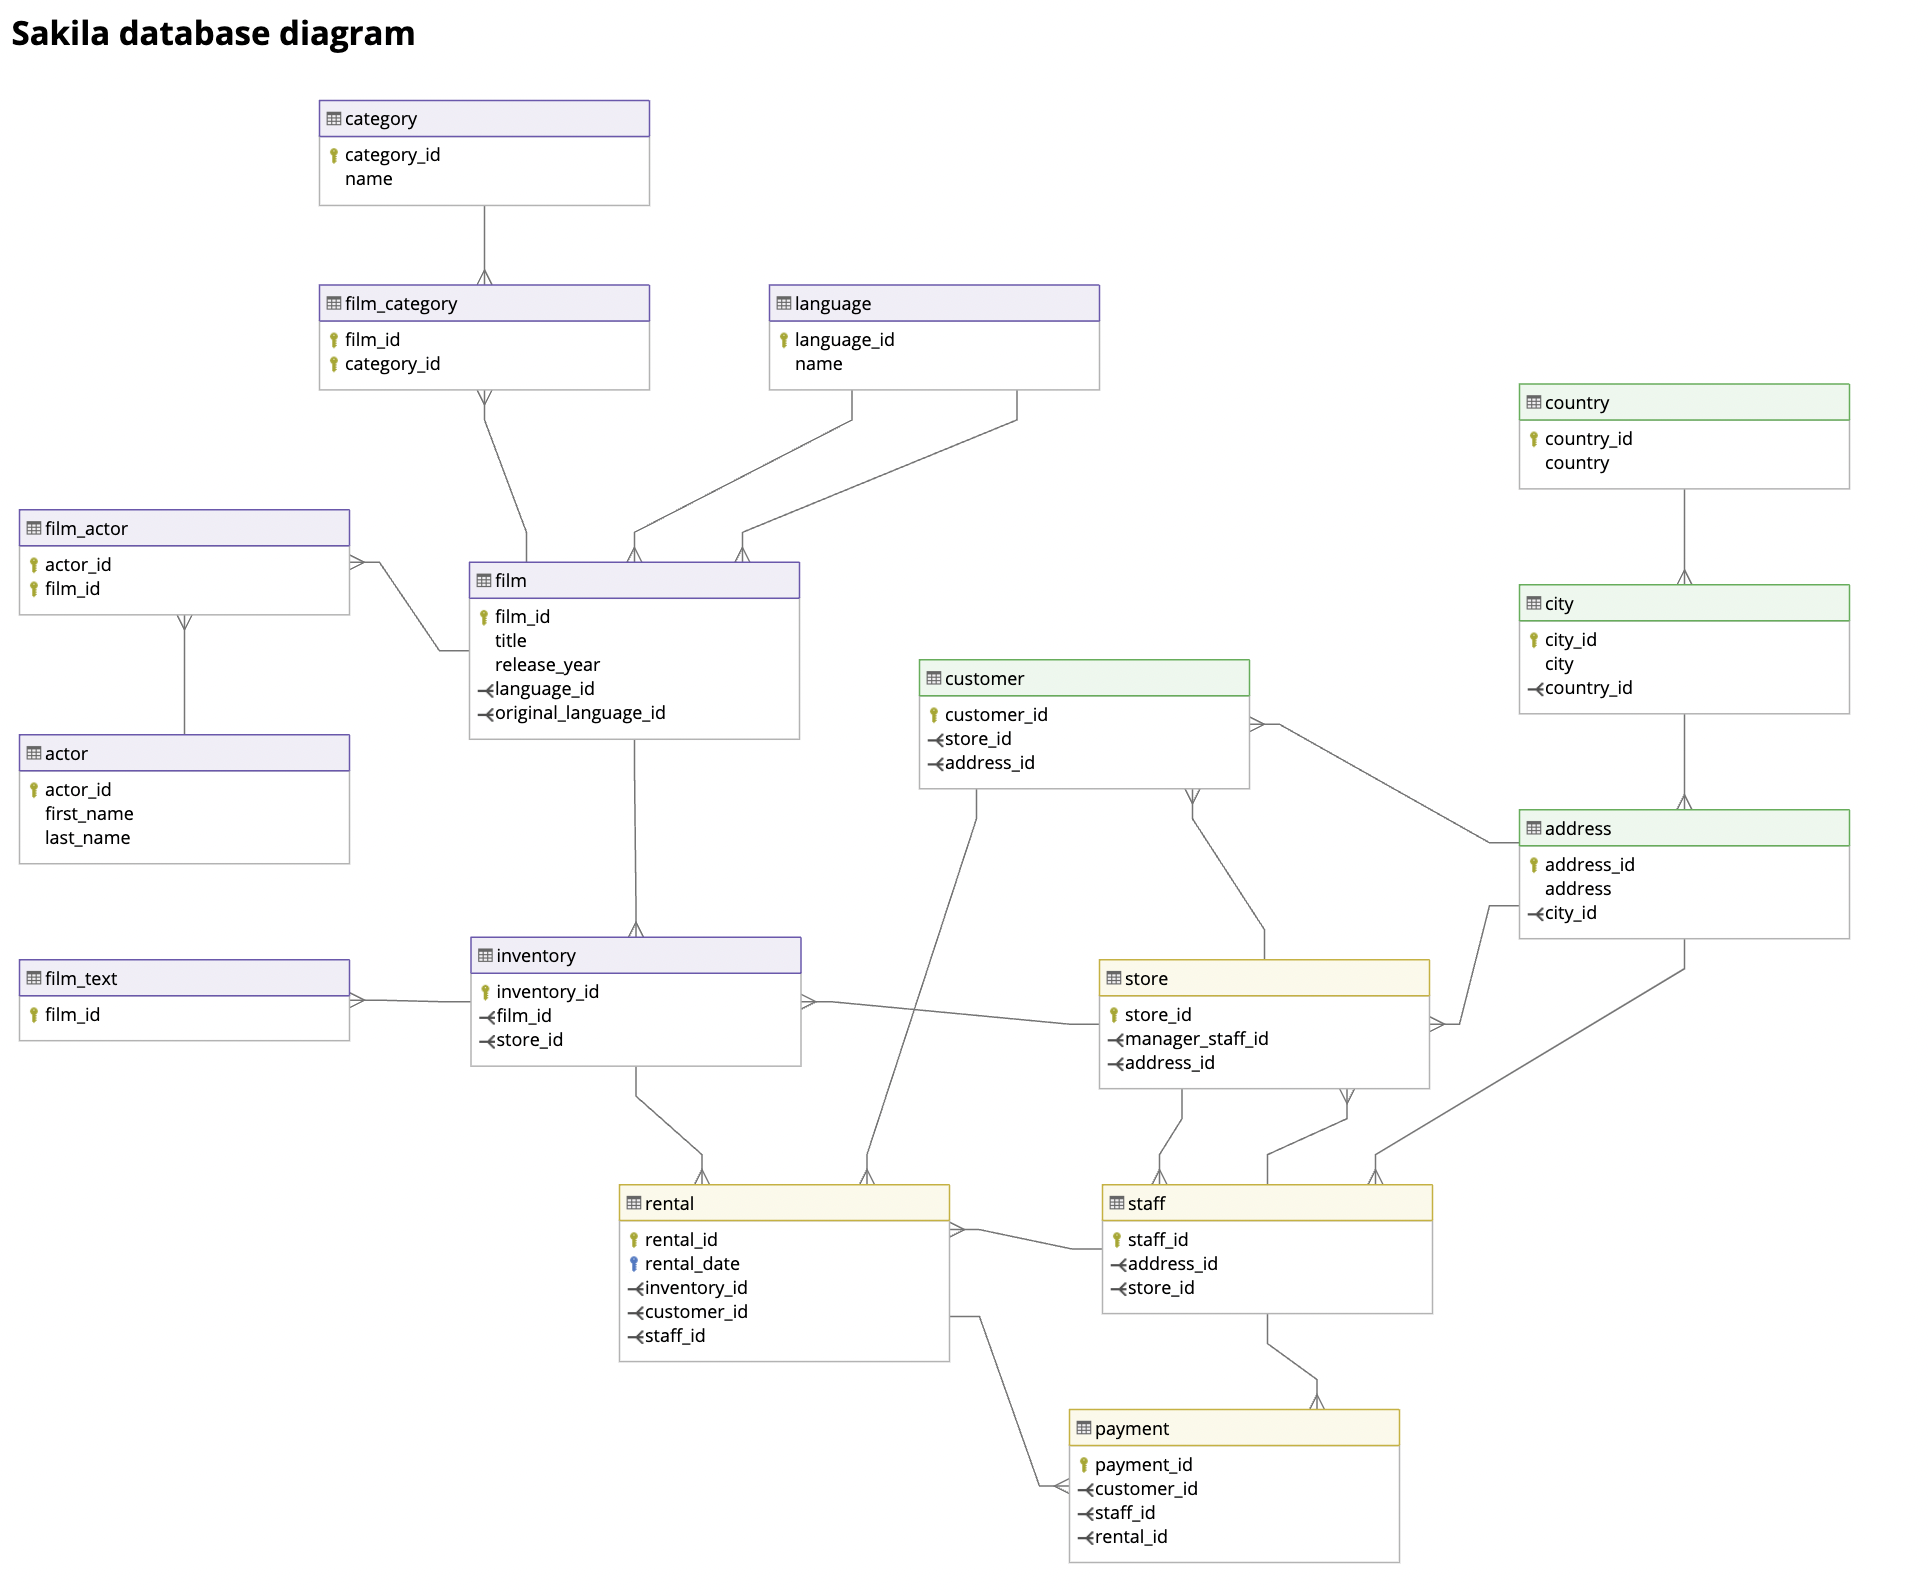 Sakila database diagram
category
category_id
name
film_category
film_id
category_id
language
language_id
name
country
country_id
country
film_actor
actor_id
film_id
film
film_id
title
release_year
language_id
original_language_id
city
city_id
city
country_id
customer
customer_id
store_id
address_id
actor
actor_id
first_name
last_name
address
address_id
address
city_id
inventory
inventory_id
film_id
store_id
film_text
film_id
store
store_id
manager_staff_id
address_id
rental
rental_id
rental_date
inventory_id
customer_id
staff_id
staff
staff_id
address_id
store_id
payment
payment_id
customer_id
staff_id
rental_id